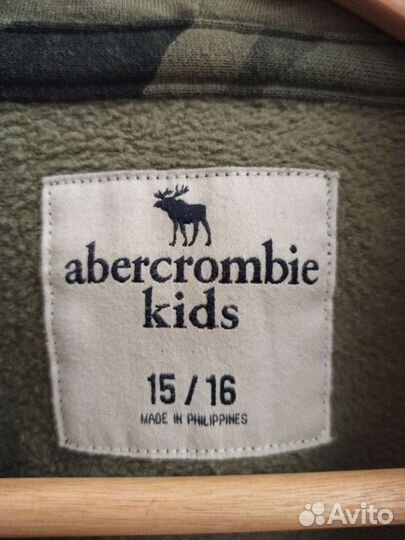 abercrombie
kids
15 / 16
MADE IN PHILIPPINES
Avito